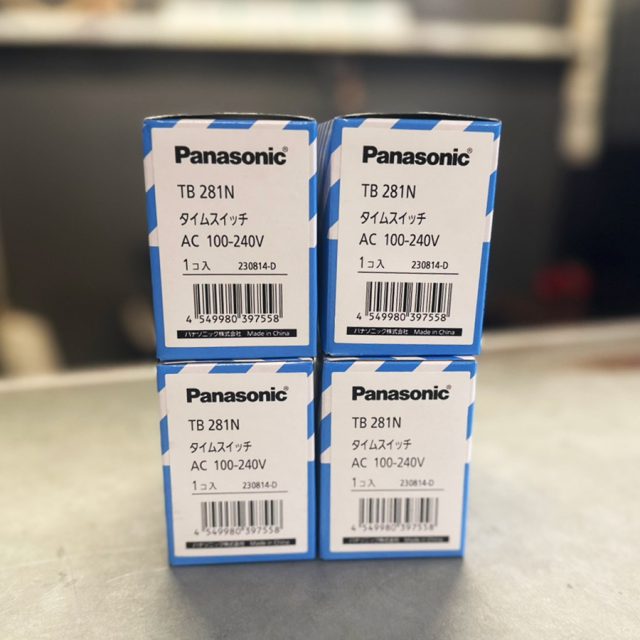 Panasonic®
TB 281N
タイムスイッチ
AC 100-240V
1コ入 230814-D
4 549980 397558
パナソニック株式会社 Made in China
Panasonic®
TB 281N
タイムスイッチ
AC 100-240V
1コ入 230814-D
4 549980 397558
パナソニック株式会社 Made in China
Panasonic®
TB 281N
タイムスイッチ
AC 100-240V
1コ入 230814-D
4 549980 397558
パナソニック株式会社 Made in China
Panasonic®
TB 281N
タイムスイッチ
AC 100-240V
1コ入 230814-D
4 549980 397558
パナソニック株式会社 Made in China